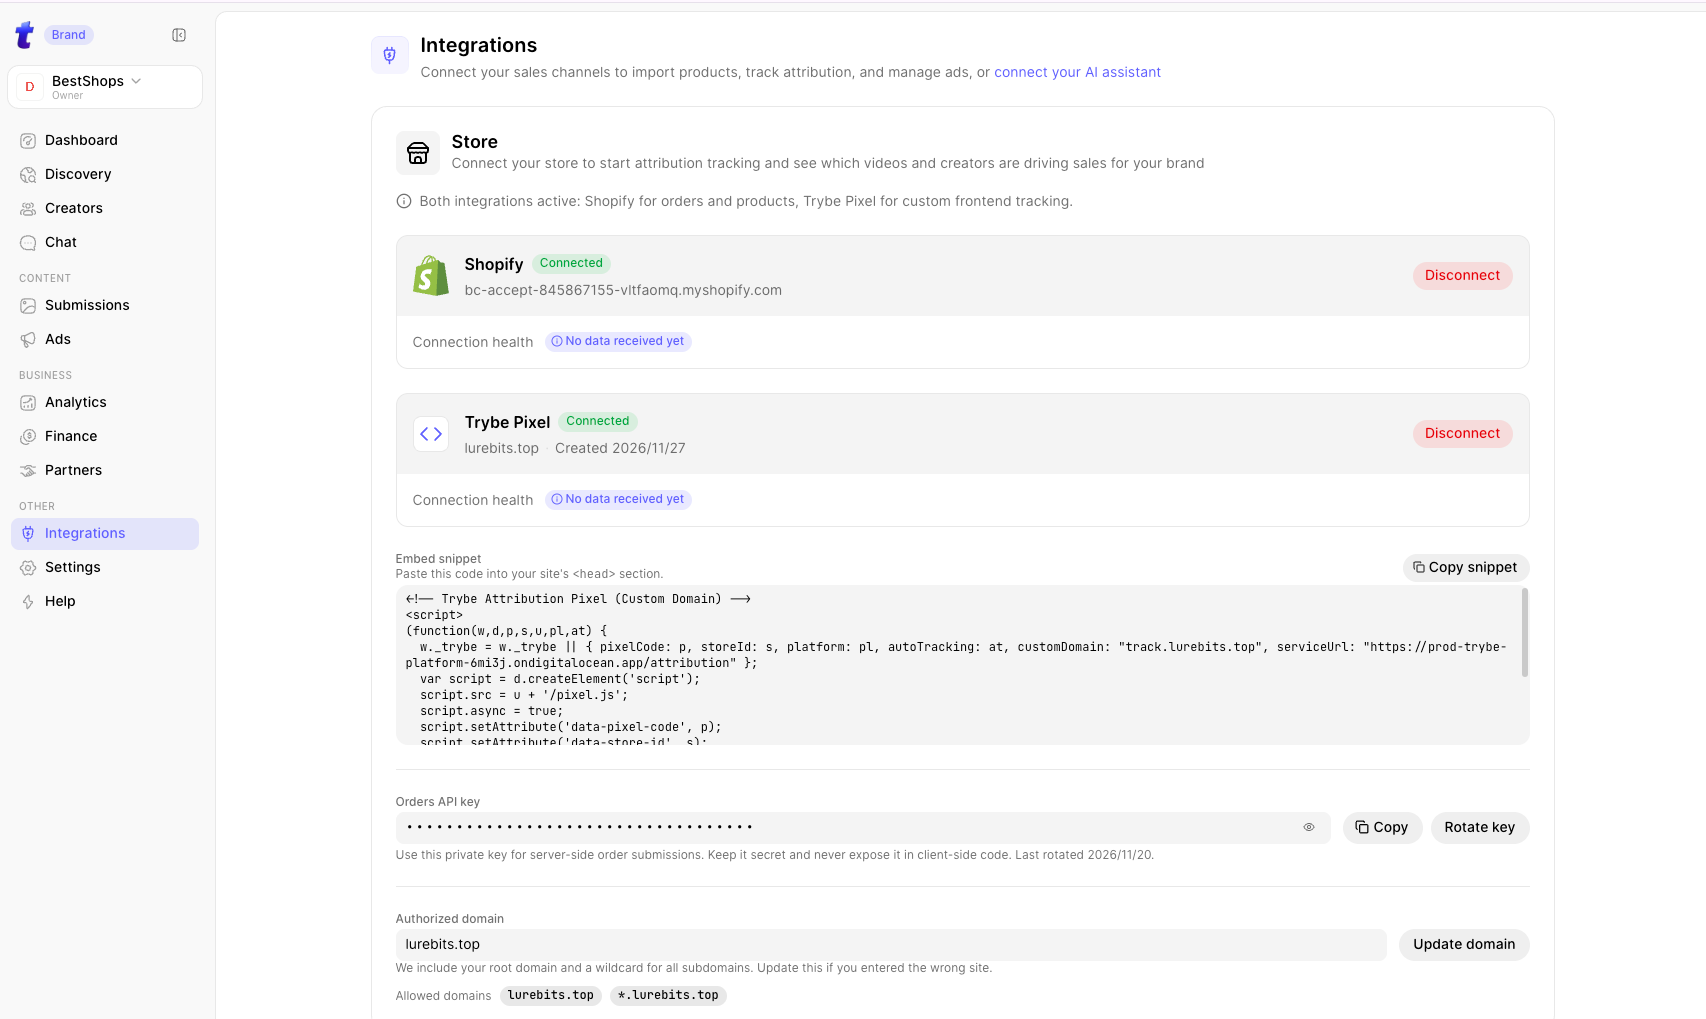 Brand
D
BestShops
Owner
Dashboard
Discovery
Creators
Chat
CONTENT
Submissions
Ads
BUSINESS
Analytics
Finance
Partners
OTHER
Integrations
Settings
Help
Integrations
Connect your sales channels to import products, track attribution, and manage ads, or connect your AI assistant
Store
Connect your store to start attribution tracking and see which videos and creators are driving sales for your brand
Both integrations active: Shopify for orders and products, Trybe Pixel for custom frontend tracking.
Shopify Connected
bc-accept-845867155-vltfaomq.myshopify.com
Disconnect
Connection health No data received yet
Trybe Pixel Connected
lurebits.top · Created 2026/11/27
Disconnect
Connection health No data received yet
Embed snippet
Paste this code into your site's <head> section.
Copy snippet
<!-- Trybe Attribution Pixel (Custom Domain) -->
<script>
(function(w,d,p,s,u,pl,at) {
w._trybe = w._trybe || { pixelCode: p, storeId: s, platform: pl, autoTracking: at, customDomain: "track.lurebits.top", serviceUrl: "https://prod-trybe-
platform-6mi3j.ondigitalocean.app/attribution" };
var script = d.createElement('script');
script.src = u + '/pixel.js';
script.async = true;
script.setAttribute('data-pixel-code', p);
script.setAttribute('data-store-id', s);
Orders API key
•••••••••••••••••••••••••••••••••••
Copy
Rotate key
Use this private key for server-side order submissions. Keep it secret and never expose it in client-side code. Last rotated 2026/11/20.
Authorized domain
lurebits.top
Update domain
We include your root domain and a wildcard for all subdomains. Update this if you entered the wrong site.
Allowed domains lurebits.top *.lurebits.top